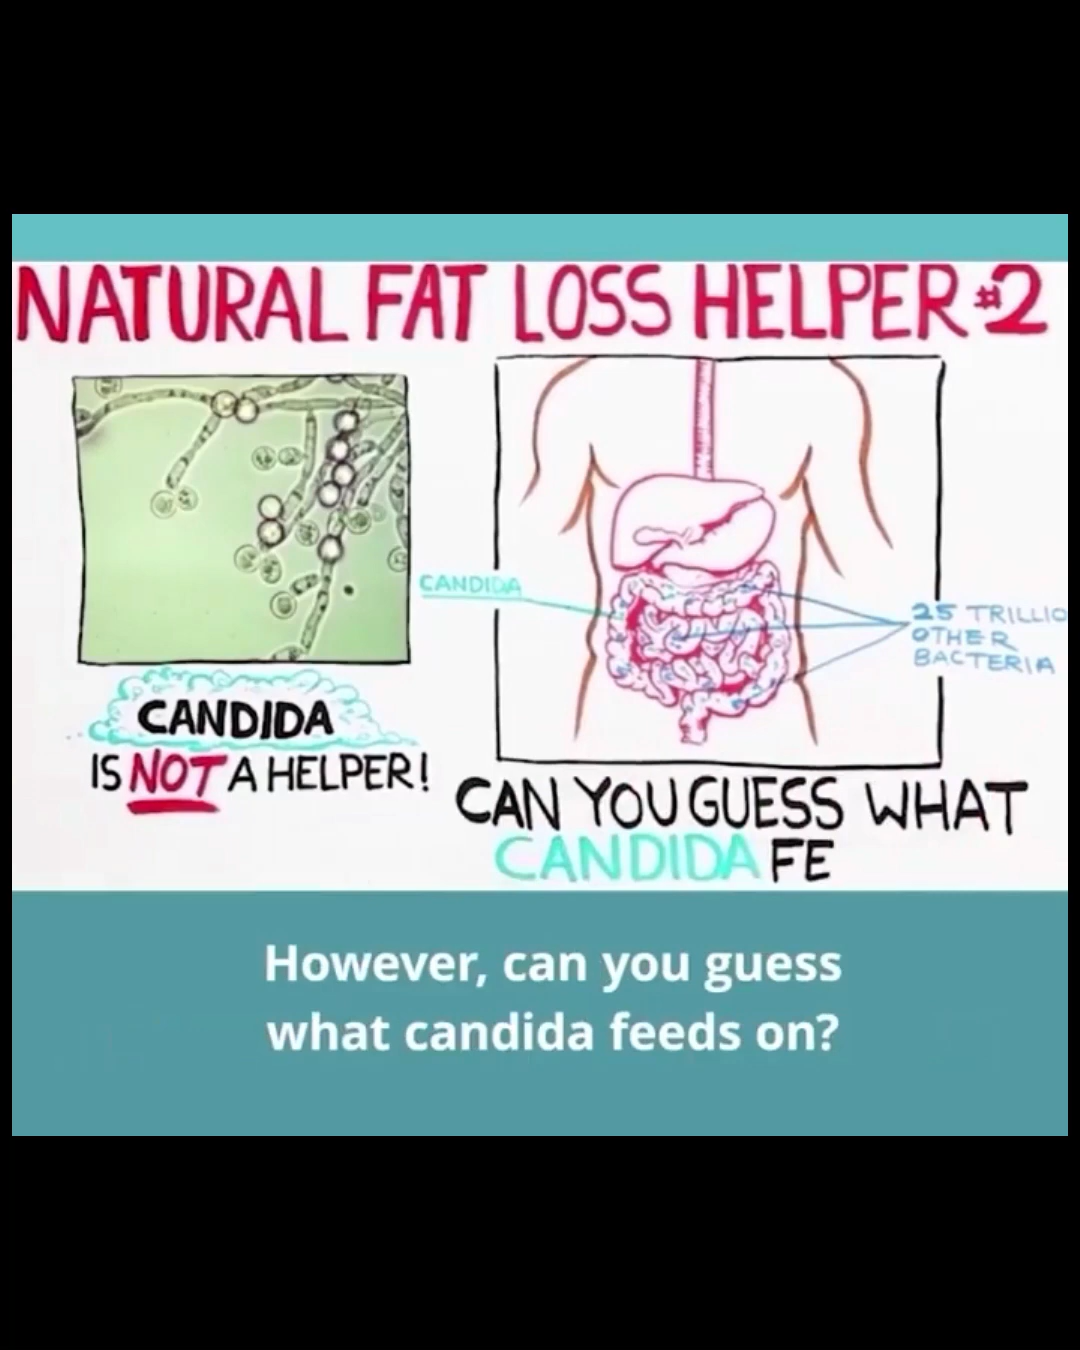 NATURAL FAT LOSS HELPER #2
CANDIDA
25 TRILLIO
OTHER
BACTERIA
CANDIDA
IS NOT A HELPER!
CAN YOU GUESS WHAT
CANDIDA FE
However, can you guess
what candida feeds on?